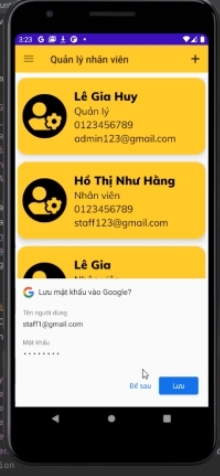 3:23
Quản lý nhân viên
Lê Gia Huy
Quản lý
0123456789
admin123@gmail.com
Hồ Thị Như Hằng
Nhân viên
0123456789
staff123@gmail.com
Lê Gia
Lưu mật khẩu vào Google?
Tên người dùng
staff1@gmail.com
Mật khẩu
••••••••
Để sau
Lưu